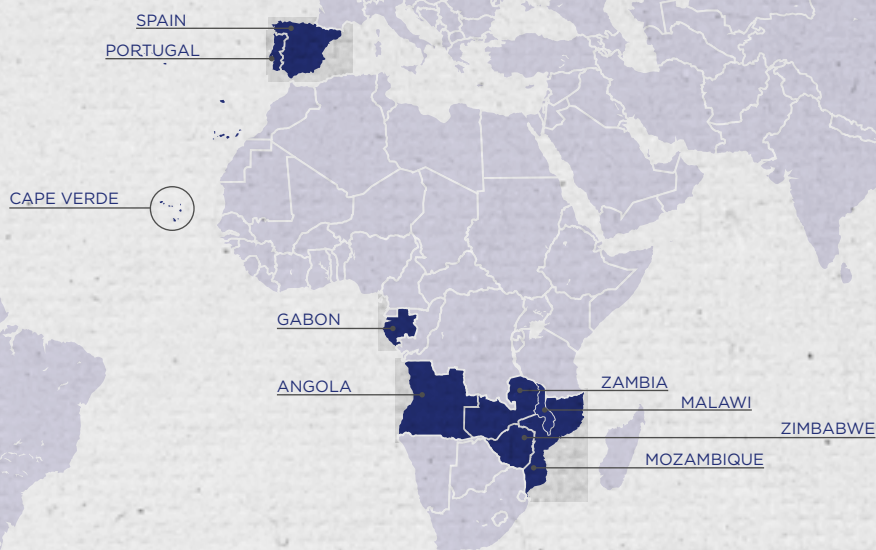 SPAIN
PORTUGAL
CAPE VERDE
GABON
ANGOLA
ZAMBIA
MALAWI
ZIMBABWE
MOZAMBIQUE